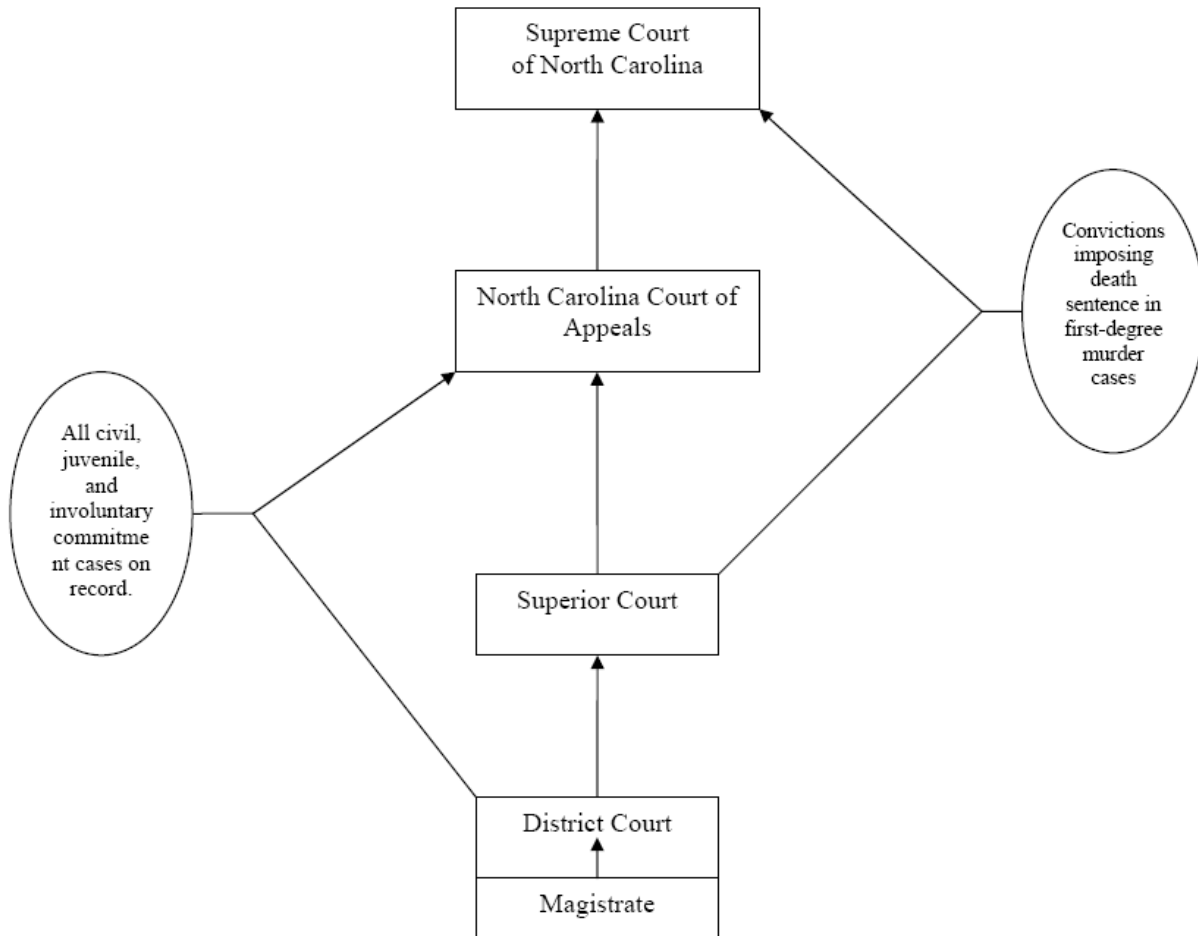 Supreme Court
of North Carolina
Convictions
imposing
death
sentence in
first-degree
murder
cases
North Carolina Court of
Appeals
All civil,
juvenile,
and
involuntary
commitme
nt cases on
record.
Superior Court
District Court
Magistrate